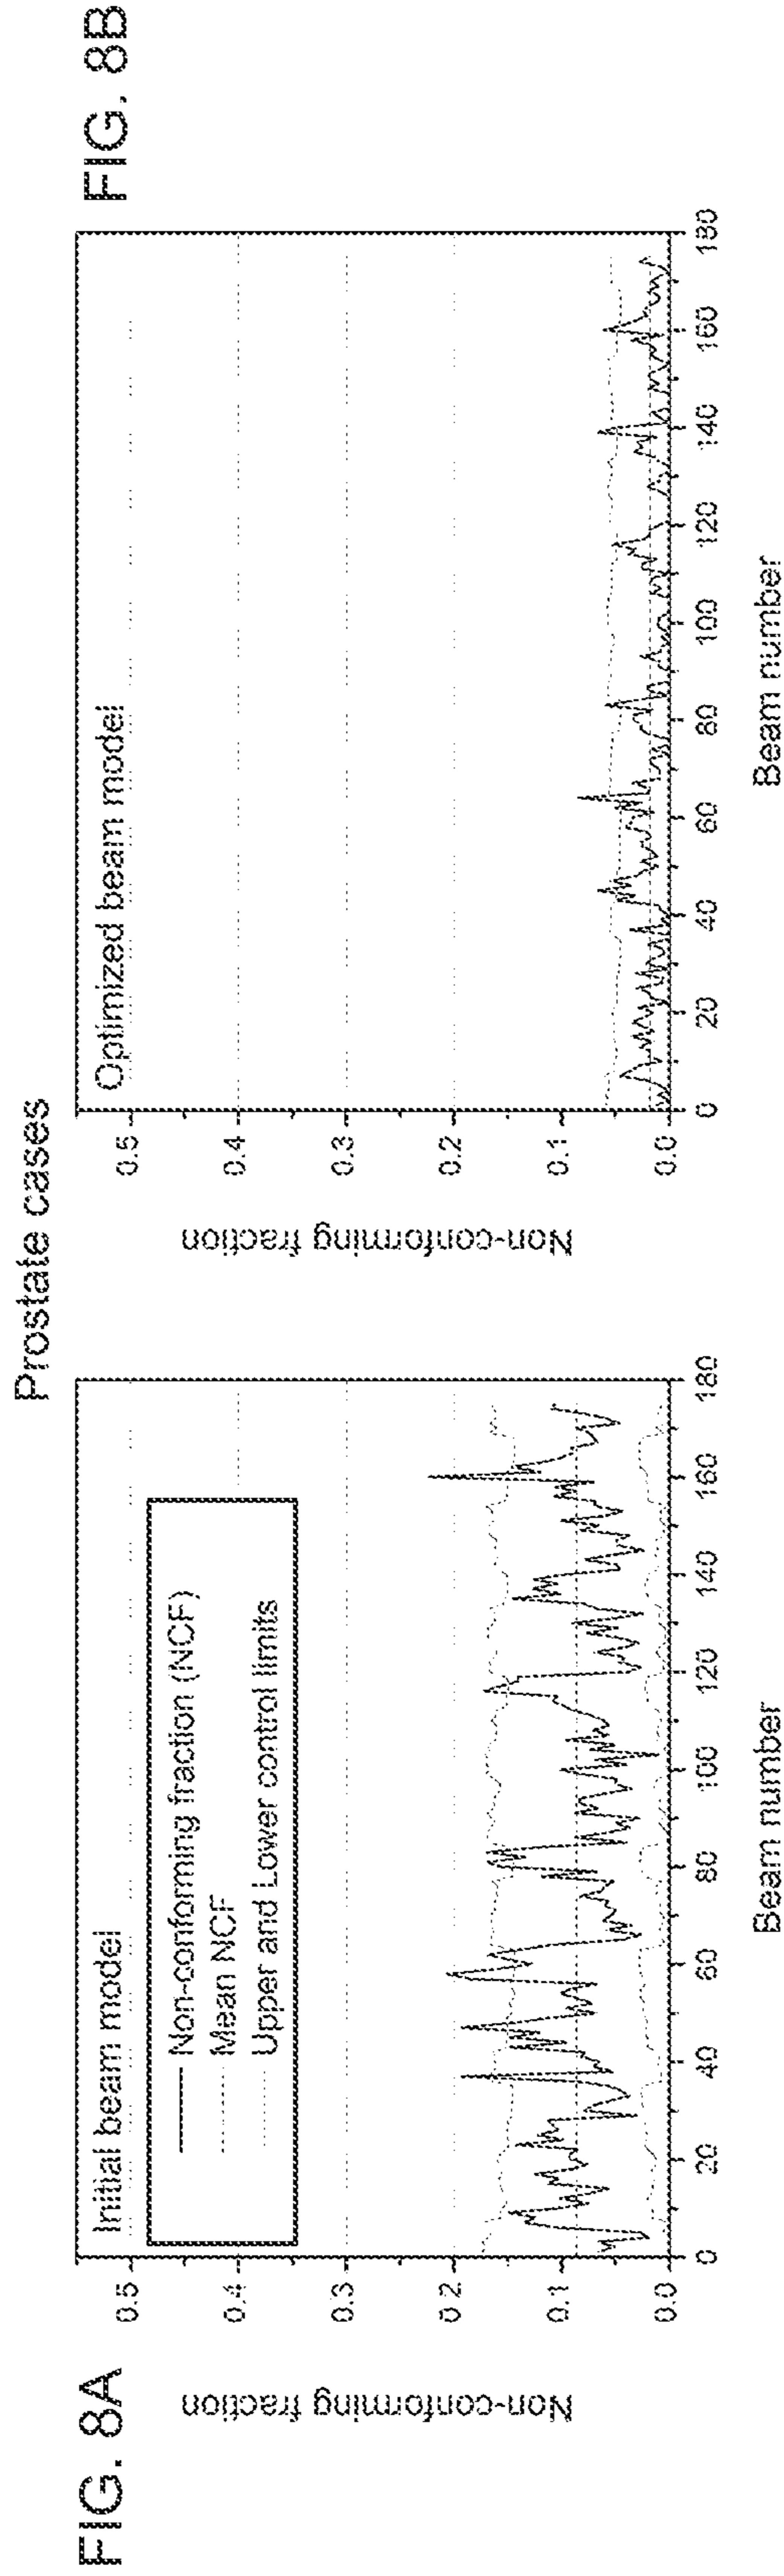 Prostate cases
FIG. 8A
Initial beam model
Non-conforming fraction (NCF)
Mean NCF
Upper and Lower control limits
Non-conforming fraction
0.5
0.4
0.3
0.2
0.1
0.0
0 20 40 60 80 100 120 140 160 180
Beam number
FIG. 8B
Optimized beam model
Non-conforming fraction
0.5
0.4
0.3
0.2
0.1
0.0
0 20 40 60 80 100 120 140 160 180
Beam number